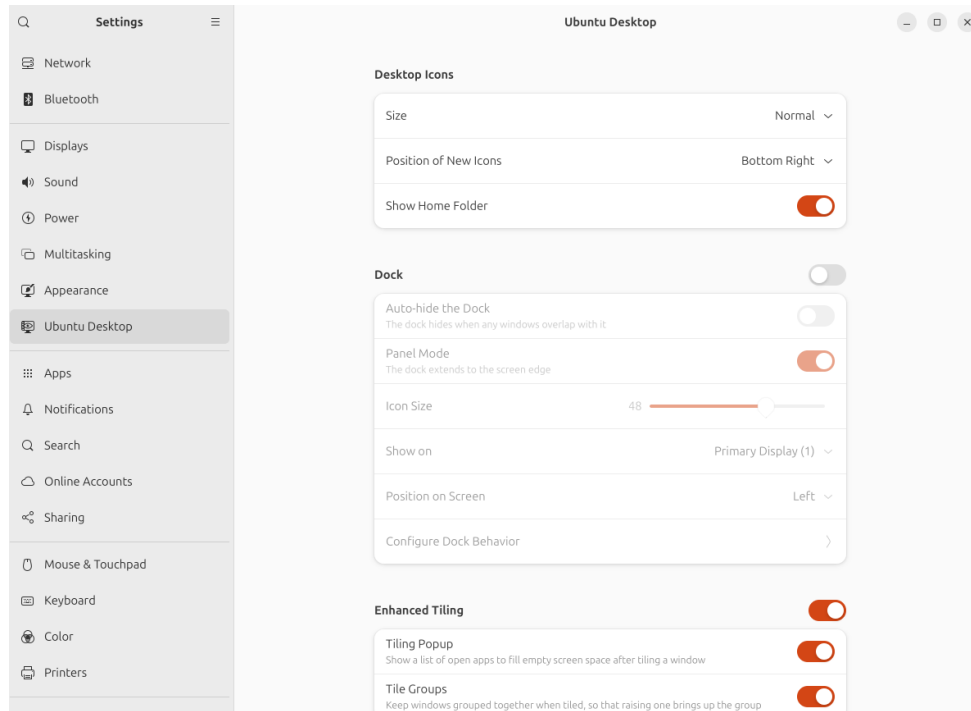 Settings
Network
Bluetooth
Displays
Sound
Power
Multitasking
Appearance
Ubuntu Desktop
Apps
Notifications
Search
Online Accounts
Sharing
Mouse & Touchpad
Keyboard
Color
Printers
Ubuntu Desktop
Desktop Icons
Size Normal
Position of New Icons Bottom Right
Show Home Folder
Dock
Auto-hide the Dock
The dock hides when any windows overlap with it
Panel Mode
The dock extends to the screen edge
Icon Size 48
Show on Primary Display (1)
Position on Screen Left
Configure Dock Behavior
Enhanced Tiling
Tiling Popup
Show a list of open apps to fill empty screen space after tiling a window
Tile Groups
Keep windows grouped together when tiled, so that raising one brings up the group